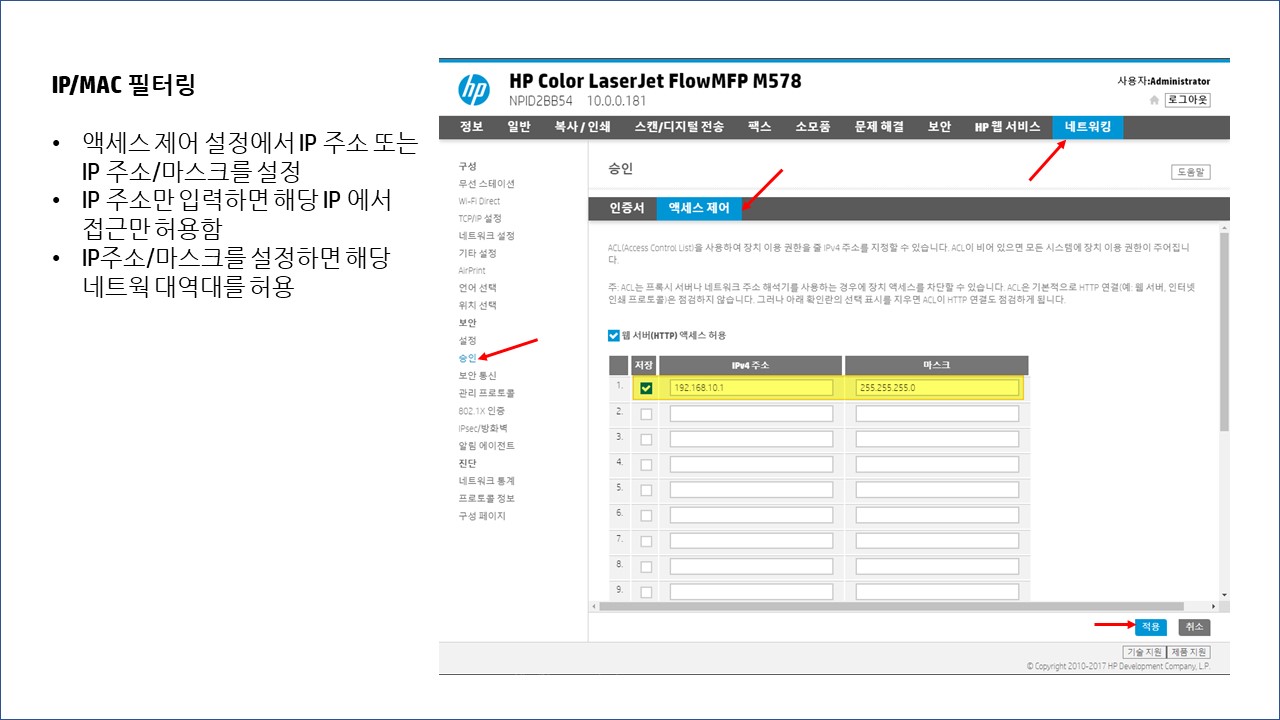 IP/MAC 필터링
• 액세스 제어 설정에서 IP 주소 또는
IP 주소/마스크를 설정
• IP 주소만 입력하면 해당 IP 에서
접근만 허용함
• IP주소/마스크를 설정하면 해당
네트웍 대역대를 허용
hp
HP Color LaserJet FlowMFP M578
NPID2BB54 10.0.0.181
사용자:Administrator
로그아웃
정보 일반 복사 / 인쇄 스캔/디지털 전송 팩스 소모품 문제 해결 보안 HP 웹 서비스 네트워킹
구성
무선 스테이션
Wi-Fi Direct
TCP/IP 설정
네트워크 설정
기타 설정
AirPrint
언어 선택
위치 선택
보안
설정
승인
보안 통신
관리 프로토콜
802.1X 인증
IPsec/방화벽
알림 에이전트
진단
네트워크 통계
프로토콜 정보
구성 페이지
승인
도움말
인증서 액세스 제어
ACL(Access Control List)을 사용하여 장치 이용 권한을 줄 IPv4 주소를 지정할 수 있습니다. ACL이 비어 있으면 모든 시스템에 장치 이용 권한이 주어집니
다.
주: ACL는 프록시 서버나 네트워크 주소 해석기를 사용하는 경우에 장치 액세스를 차단할 수 있습니다. ACL은 기본적으로 HTTP 연결(예: 웹 서버, 인터넷
인쇄 프로토콜)은 점검하지 않습니다. 그러나 아래 확인란의 선택 표시를 지우면 ACL이 HTTP 연결도 점검하게 됩니다.
웹 서버(HTTP) 액세스 허용
저장 IPv4 주소 마스크
1. 192.168.10.1 255.255.255.0
2.
3.
4.
5.
6.
7.
8.
9.
적용 취소
기술 지원 제품 지원
© Copyright 2010-2017 HP Development Company, L.P.